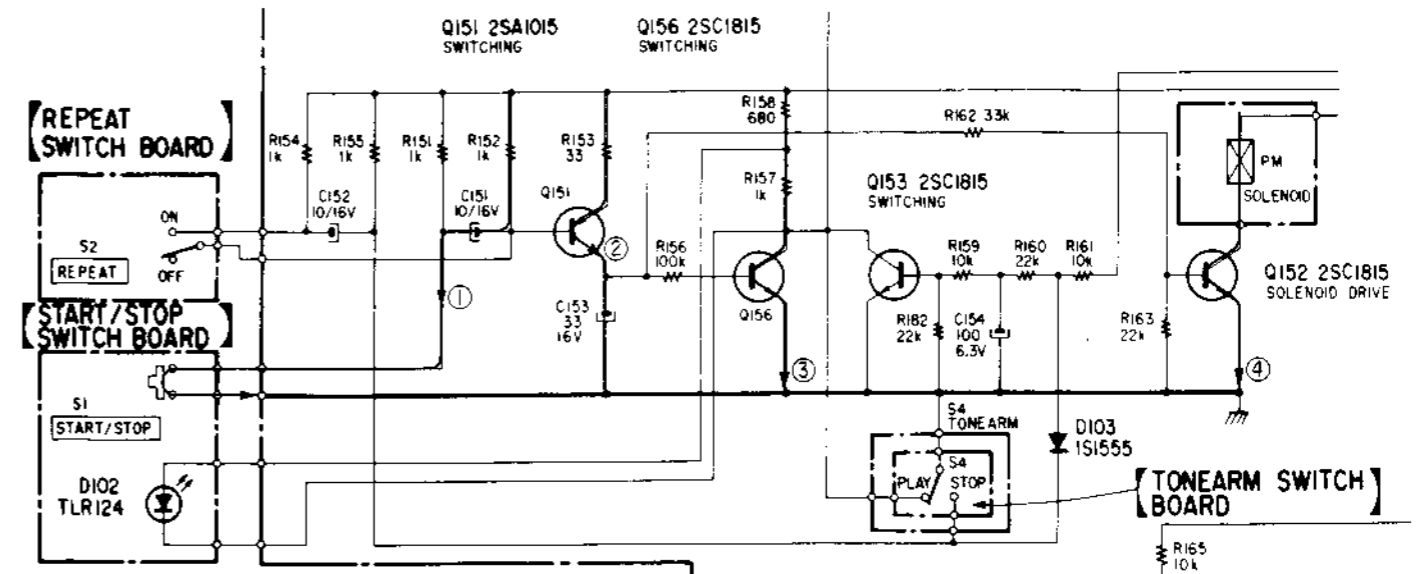 Q151 2SA1015
SWITCHING
Q156 2SC1815
SWITCHING
REPEAT
SWITCH BOARD
R154
1k
R155
1k
R151
1k
R152
1k
R153
33
R158
680
R162 33k
PM
SOLENOID
C152
10/16V
C151
10/16V
Q151
R157
1k
Q153 2SC1815
SWITCHING
ON
S2
REPEAT
OFF
②
R156
100k
R159
10k
R160
22k
R161
10k
Q152 2SC1815
SOLENOID DRIVE
①
C153
33
16V
Q156
R182
22k
C154
100
6.3V
R163
22k
START/STOP
SWITCH BOARD
③
④
S1
START/STOP
S4
TONEARM
D103
1S1555
S4
PLAY
STOP
TONEARM SWITCH
BOARD
D102
TLR124
R165
10k